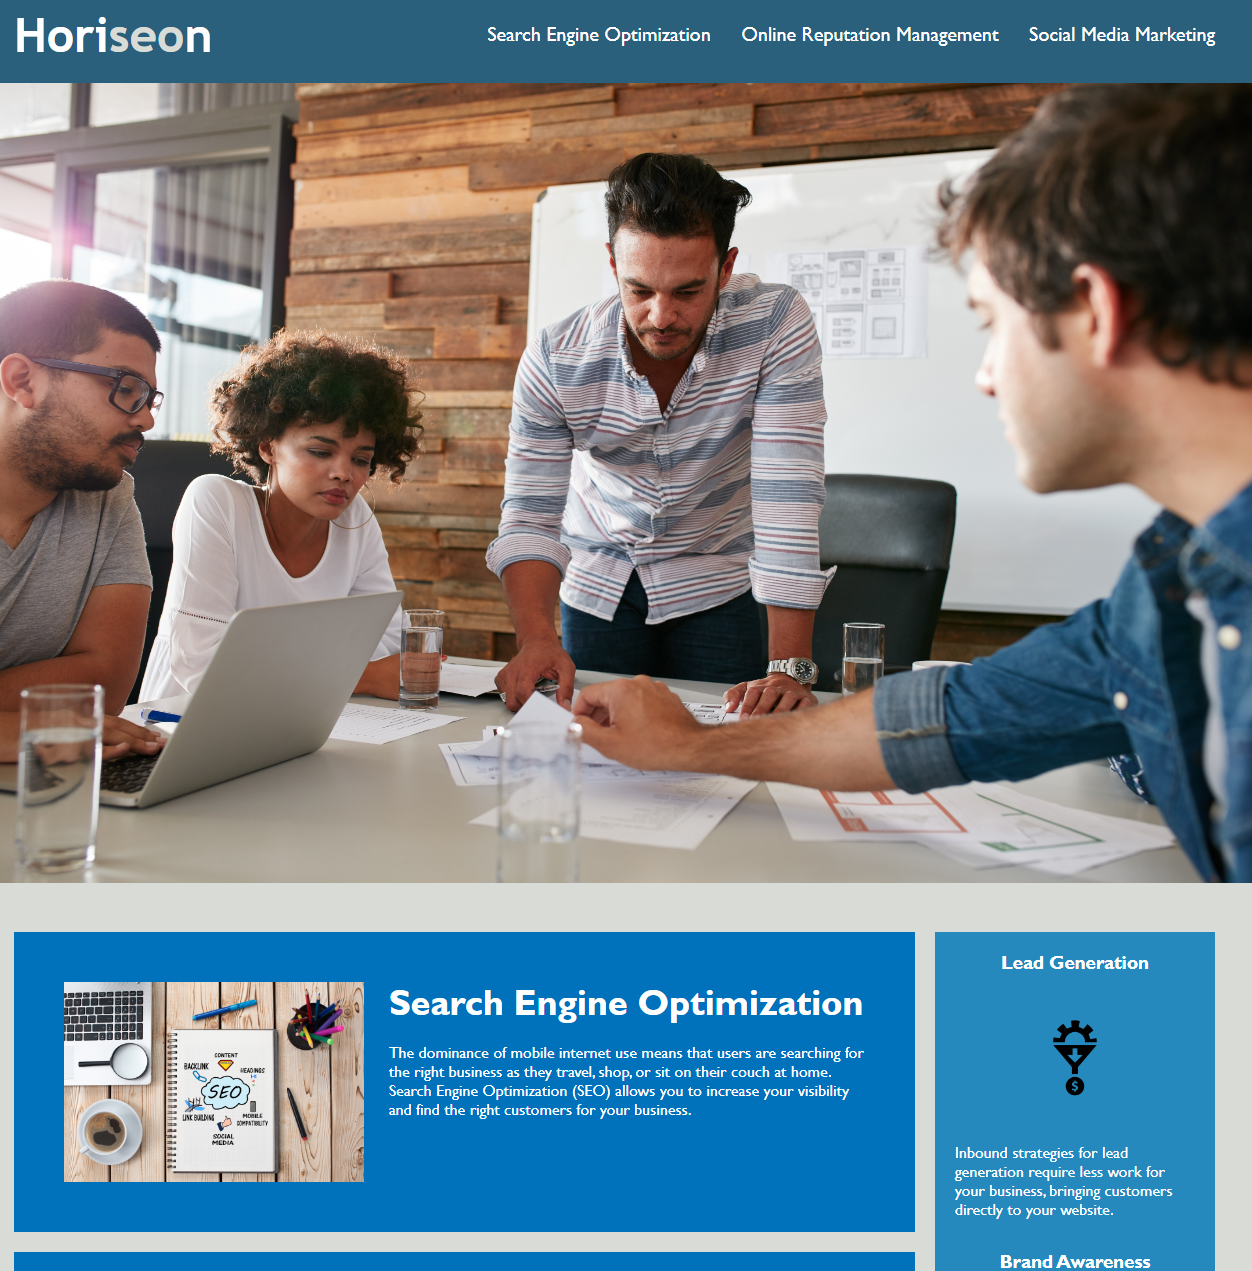 Horiseon
Search Engine Optimization
Online Reputation Management
Social Media Marketing
Search Engine Optimization
The dominance of mobile internet use means that users are searching for
the right business as they travel, shop, or sit on their couch at home.
Search Engine Optimization (SEO) allows you to increase your visibility
and find the right customers for your business.
CONTENT
BACKLINK
HEADINGS
SEO
LINK BUILDING
MOBILE
COMPATIBILITY
SOCIAL
MEDIA
Lead Generation
$
Inbound strategies for lead
generation require less work for
your business, bringing customers
directly to your website.
Brand Awareness